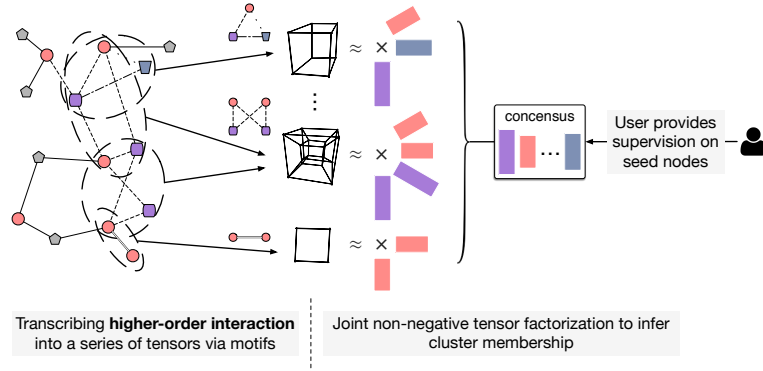 concensus
User provides
supervision on
seed nodes
Transcribing higher-order interaction
into a series of tensors via motifs
Joint non-negative tensor factorization to infer
cluster membership